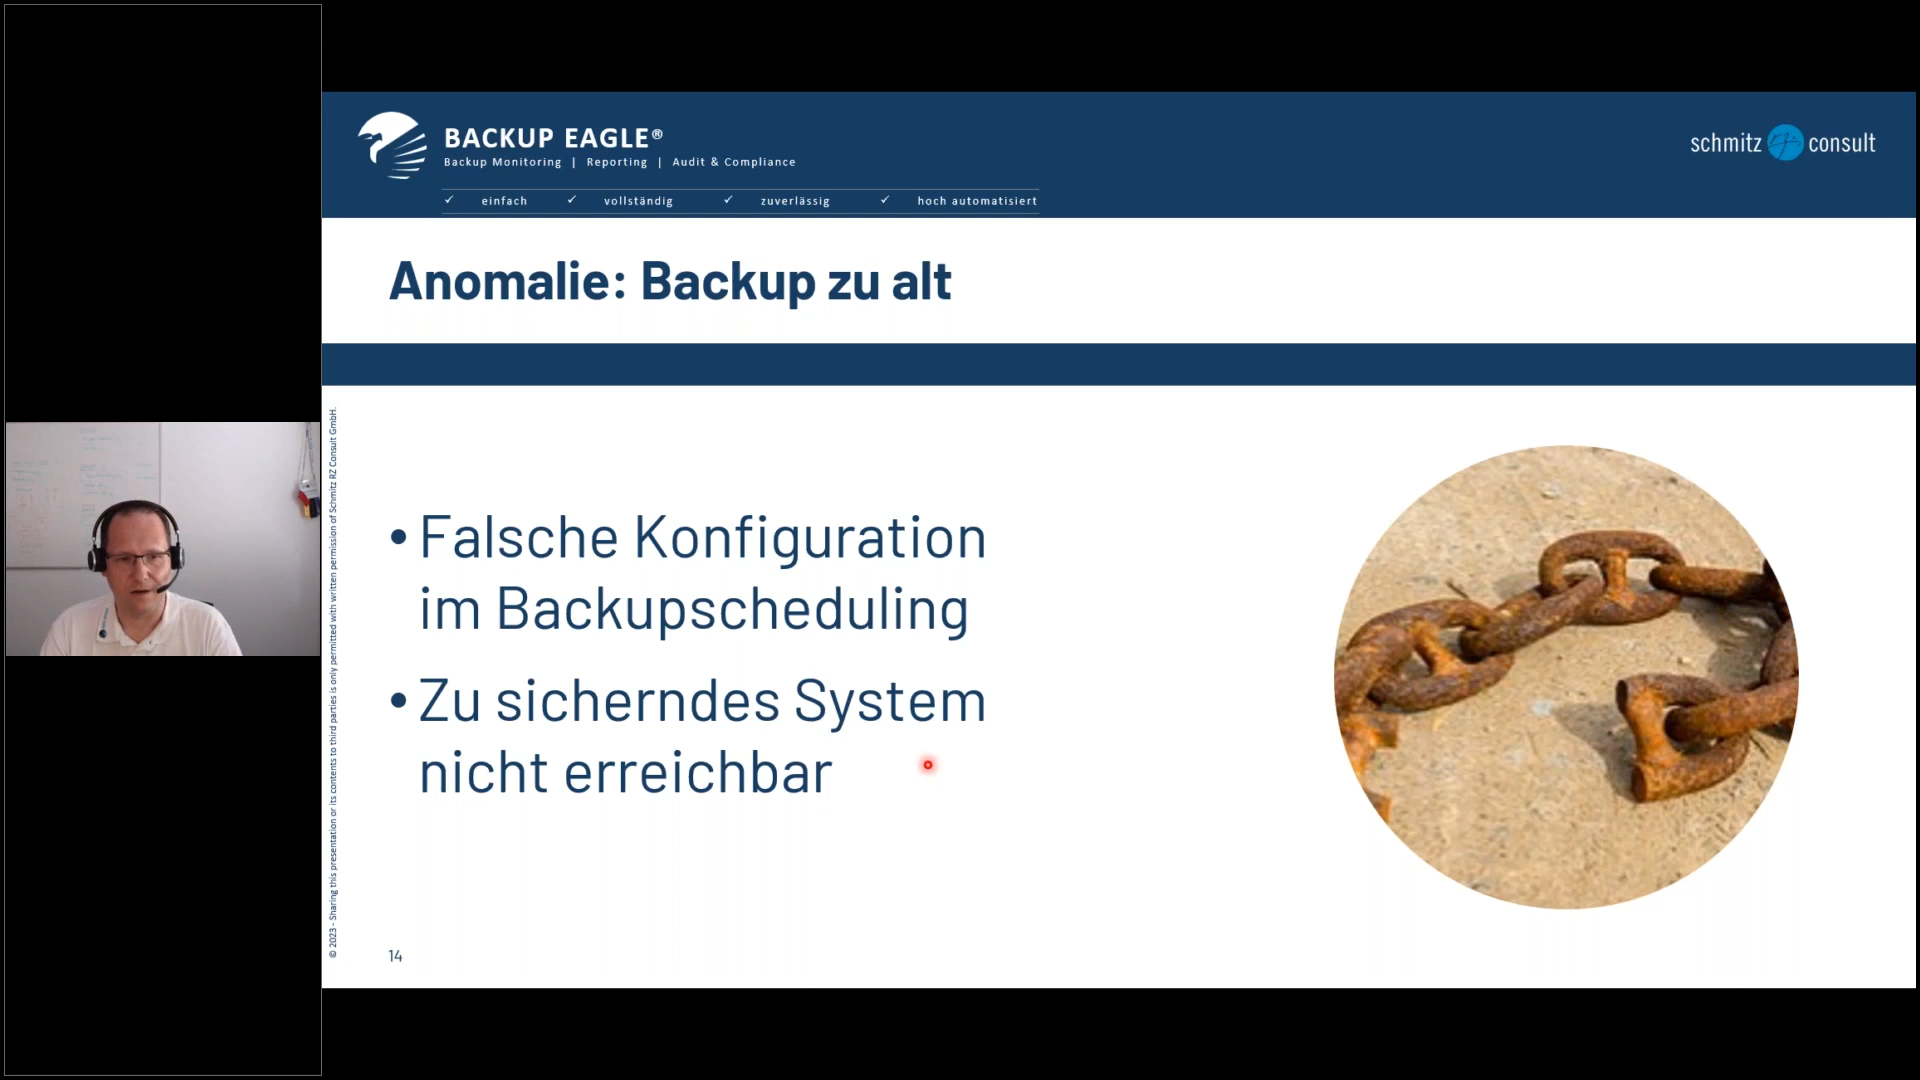 BACKUP EAGLE®
Backup Monitoring | Reporting | Audit & Compliance
✓ einfach ✓ vollständig ✓ zuverlässig ✓ hoch automatisiert
schmitz consult
Anomalie: Backup zu alt
© 2023 - Sharing this presentation or its contents to third parties is only permitted with written permission of Schmitz RZ Consult GmbH.
• Falsche Konfiguration
im Backupscheduling
• Zu sicherndes System
nicht erreichbar
14